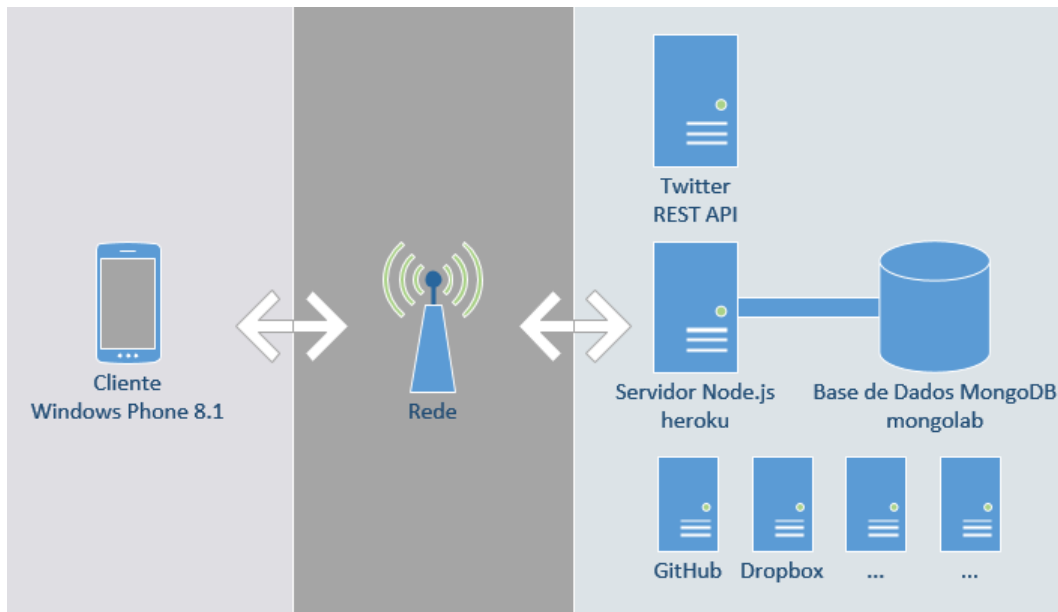 Twitter
REST API
Cliente
Windows Phone 8.1
Rede
Servidor Node.js
heroku
Base de Dados MongoDB
mongolab
GitHub
Dropbox
...
...